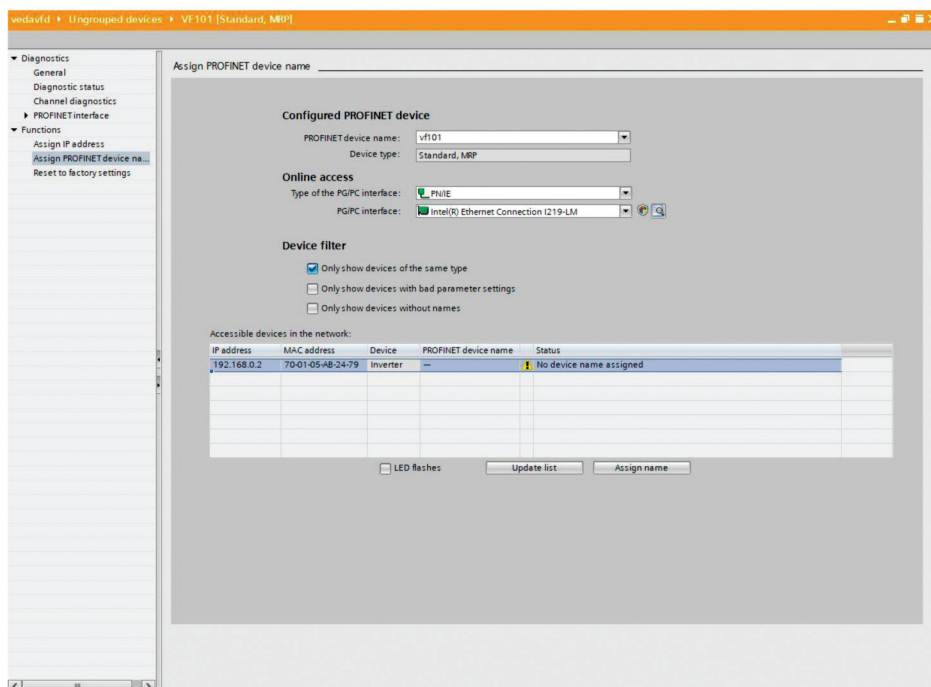 vedavfd ▸ Ungrouped devices ▸ VF101 [Standard, MRP]
Diagnostics
General
Diagnostic status
Channel diagnostics
PROFINET interface
Functions
Assign IP address
Assign PROFINET device na...
Reset to factory settings
Assign PROFINET device name
Configured PROFINET device
PROFINET device name: vf101
Device type: Standard, MRP
Online access
Type of the PG/PC interface: PN/IE
PG/PC interface: Intel(R) Ethernet Connection I219-LM
Device filter
Only show devices of the same type
Only show devices with bad parameter settings
Only show devices without names
Accessible devices in the network:
IP address MAC address Device PROFINET device name Status
192.168.0.2 70-01-05-AB-24-79 Inverter — No device name assigned
LED flashes Update list Assign name